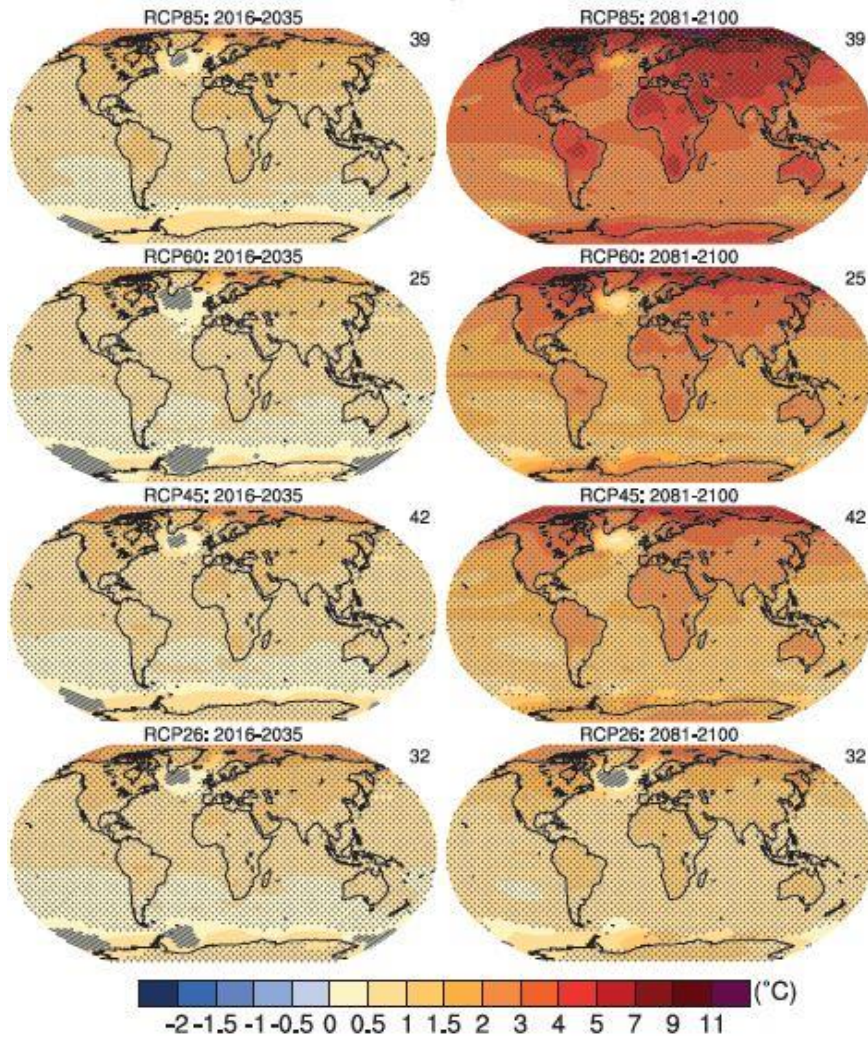 RCP85: 2016-2035 RCP85: 2081-2100
39 39
RCP60: 2016-2035 RCP60: 2081-2100
25 25
RCP45: 2016-2035 RCP45: 2081-2100
42 42
RCP26: 2016-2035 RCP26: 2081-2100
32 32
(°C)
-2 -1.5 -1 -0.5 0 0.5 1 1.5 2 3 4 5 7 9 11